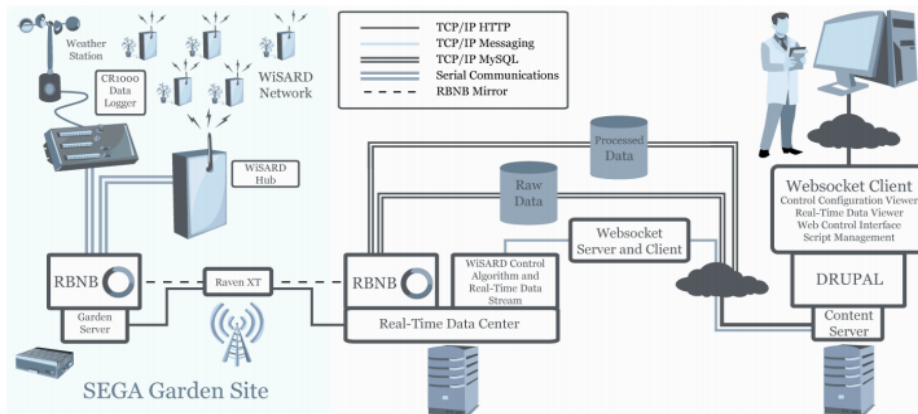 Weather
Station
CR1000
Data
Logger
WiSARD
Network
WiSARD
Hub
RBNB
Garden
Server
Raven XT
SEGA Garden Site
TCP/IP HTTP
TCP/IP Messaging
TCP/IP MySQL
Serial Communications
RBNB Mirror
Processed
Data
Raw
Data
Websocket
Server and Client
RBNB
WiSARD Control
Algorithm and
Real-Time Data
Stream
Real-Time Data Center
Websocket Client
Control Configuration Viewer
Real-Time Data Viewer
Web Control Interface
Script Management
DRUPAL
Content
Server